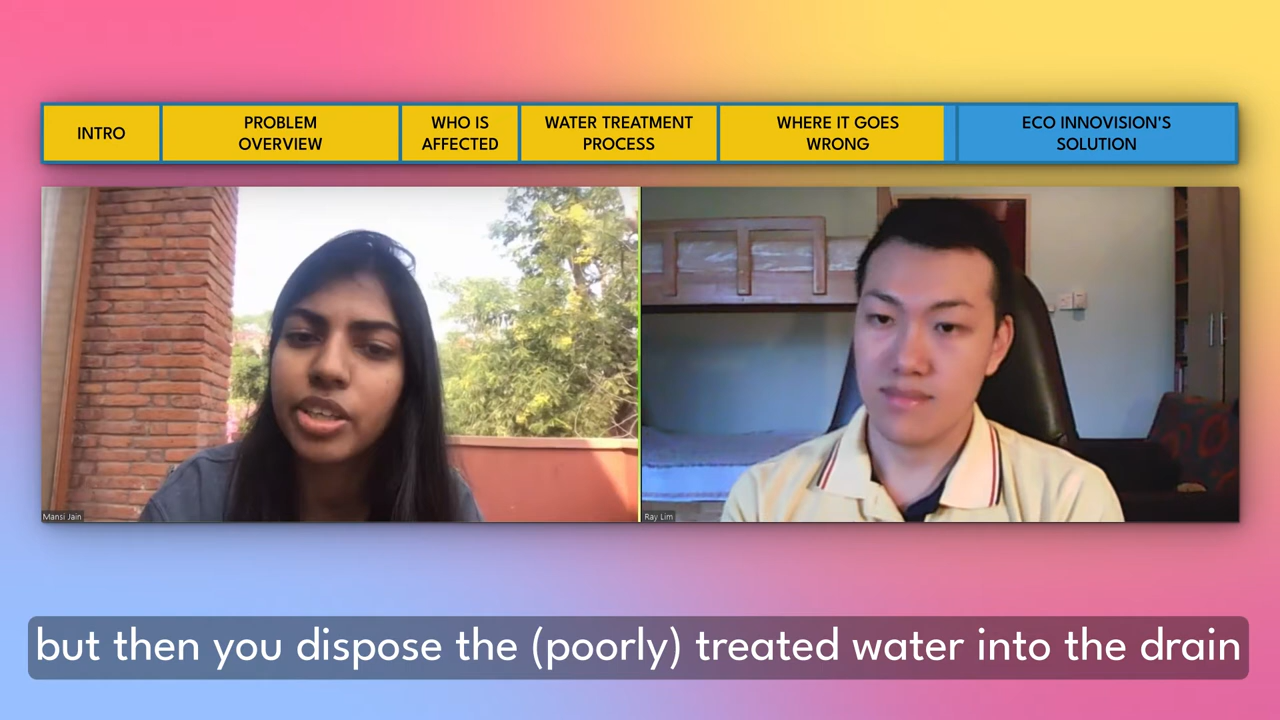 INTRO
PROBLEM
OVERVIEW
WHO IS
AFFECTED
WATER TREATMENT
PROCESS
WHERE IT GOES
WRONG
ECO INNOVISION'S
SOLUTION
Mansi Jain
Ray Lim
but then you dispose the (poorly) treated water into the drain